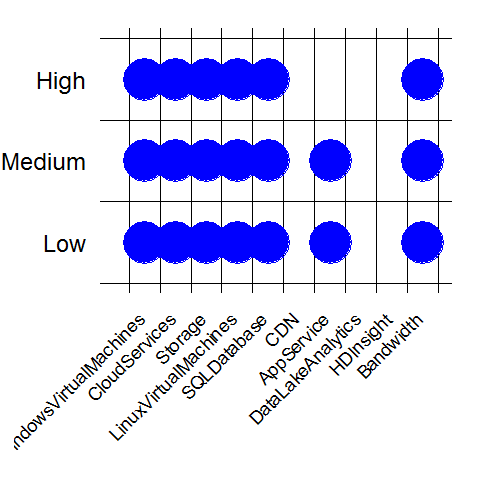 High
Medium
Low
ndowsVirtualMachines
CloudServices
Storage
LinuxVirtualMachines
SQLDatabase
CDN
AppService
DataLakeAnalytics
HDInsight
Bandwidth